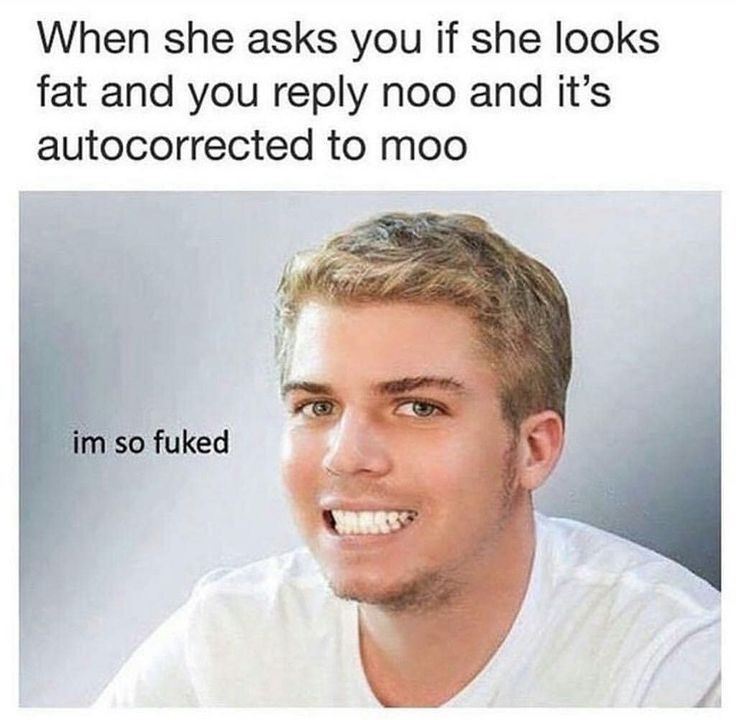 When she asks you if she looks
fat and you reply noo and it’s
autocorrected to moo
im so fuked